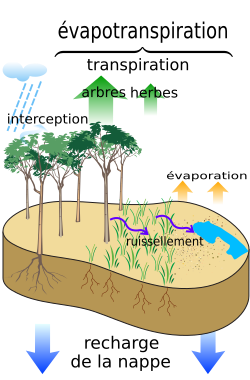 évapotranspiration
transpiration
arbres herbes
interception
évaporation
ruissellement
recharge
de la nappe